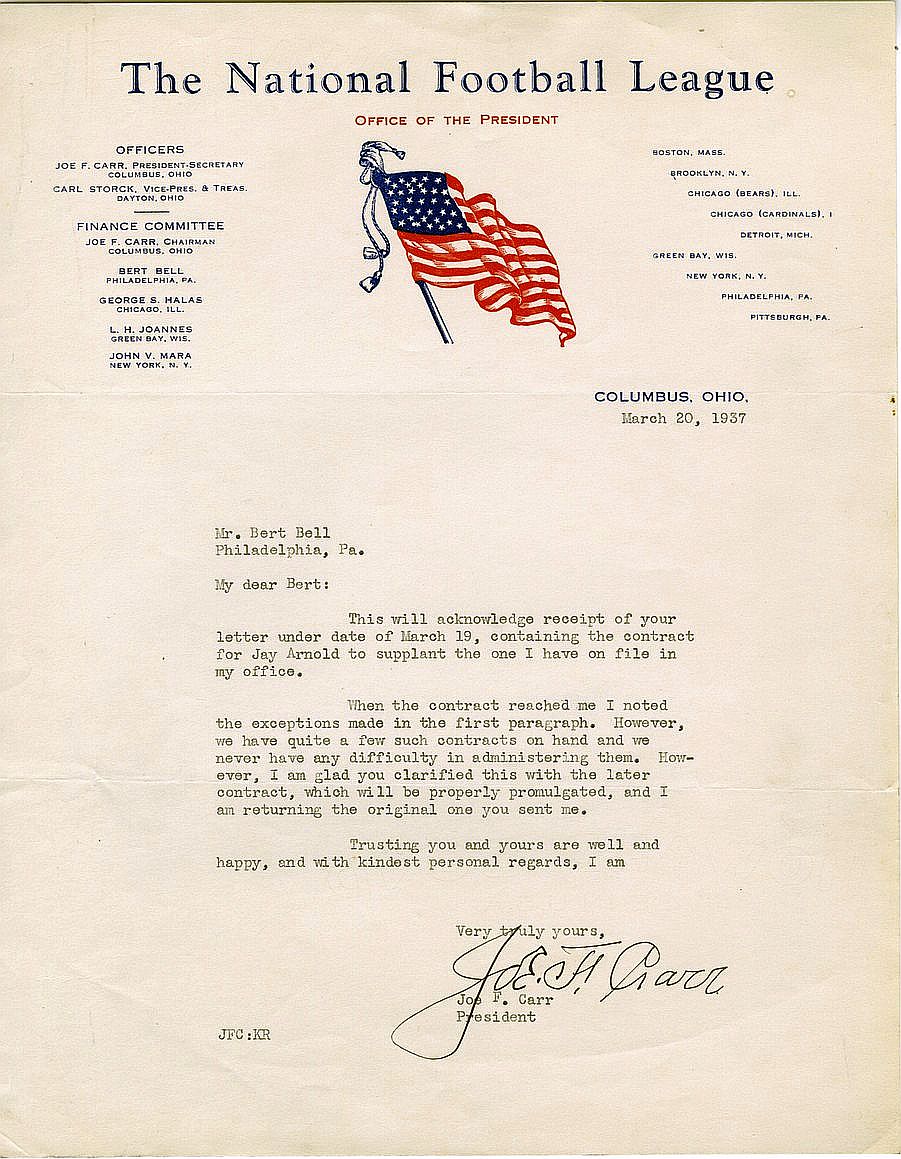 The National Football League
OFFICE OF THE PRESIDENT
OFFICERS
JOE F. CARR, PRESIDENT-SECRETARY
COLUMBUS, OHIO
CARL STORCK, VICE-PRES. & TREAS.
DAYTON, OHIO
FINANCE COMMITTEE
JOE F. CARR, CHAIRMAN
COLUMBUS, OHIO
BERT BELL
PHILADELPHIA, PA.
GEORGE S. HALAS
CHICAGO, ILL.
L. H. JOANNES
GREEN BAY, WIS.
JOHN V. MARA
NEW YORK, N. Y.
BOSTON, MASS.
BROOKLYN, N. Y.
CHICAGO (BEARS), ILL.
CHICAGO (CARDINALS), I
DETROIT, MICH.
GREEN BAY, WIS.
NEW YORK, N. Y.
PHILADELPHIA, PA.
PITTSBURGH, PA.
COLUMBUS, OHIO,
March 20, 1937
Mr. Bert Bell
Philadelphia, Pa.
My dear Bert:
This will acknowledge receipt of your
letter under date of March 19, containing the contract
for Jay Arnold to supplant the one I have on file in
my office.
When the contract reached me I noted
the exceptions made in the first paragraph. However,
we have quite a few such contracts on hand and we
never have any difficulty in administering them. How-
ever, I am glad you clarified this with the later
contract, which will be properly promulgated, and I
am returning the original one you sent me.
Trusting you and yours are well and
happy, and with kindest personal regards, I am
Very truly yours,
Joe. F. Carr
Joe F. Carr
President
JFC:KR